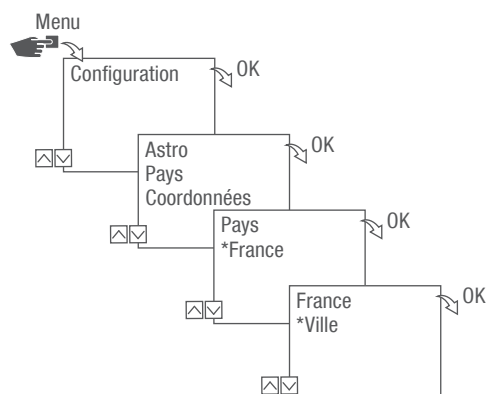 Menu
Configuration
OK
Astro
Pays
Coordonnées
OK
Pays
*France
OK
France
*Ville
OK